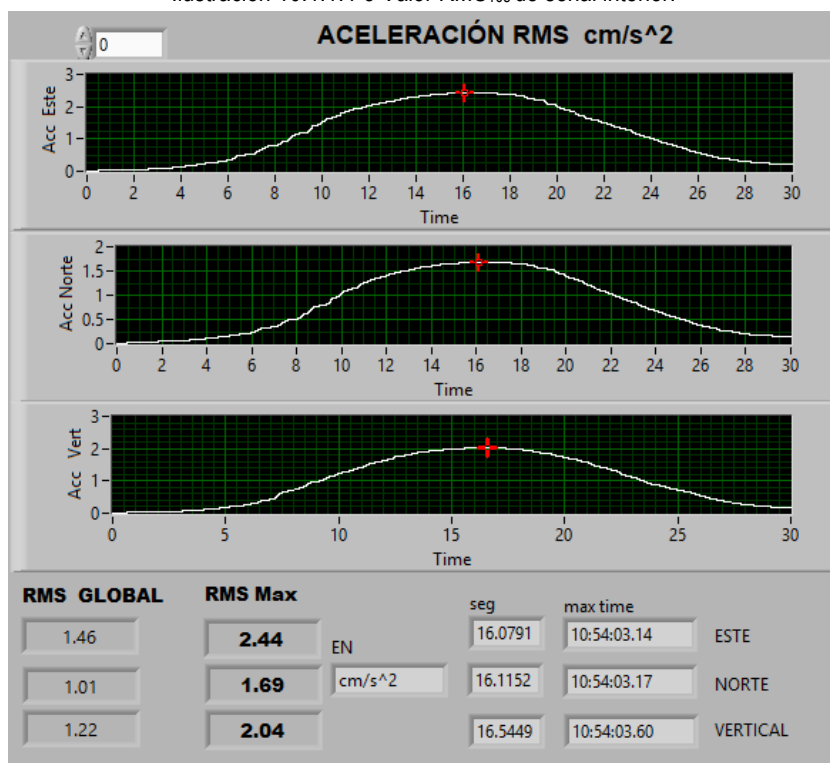 0
ACELERACIÓN RMS cm/s^2
Acc Este
3
2
1
0
0 2 4 6 8 10 12 14 16 18 20 22 24 26 28 30
Time
Acc Norte
2
1.5
1
0.5
0
0 2 4 6 8 10 12 14 16 18 20 22 24 26 28 30
Time
Acc Vert
3
2
1
0
0 5 10 15 20 25 30
Time
RMS GLOBAL RMS Max seg max time
1.46 2.44 EN 16.0791 10:54:03.14 ESTE
1.01 1.69 cm/s^2 16.1152 10:54:03.17 NORTE
1.22 2.04 16.5449 10:54:03.60 VERTICAL